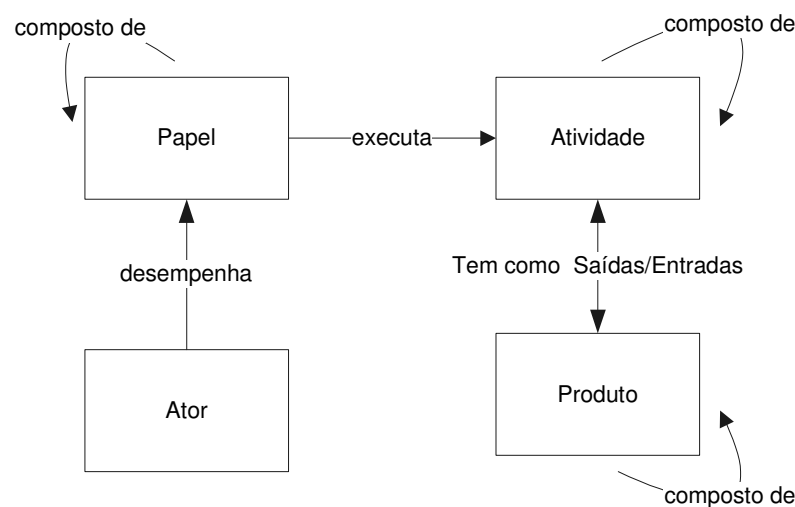 composto de
composto de
Papel
executa
Atividade
desempenha
Tem como  Saídas/Entradas
Ator
Produto
composto de